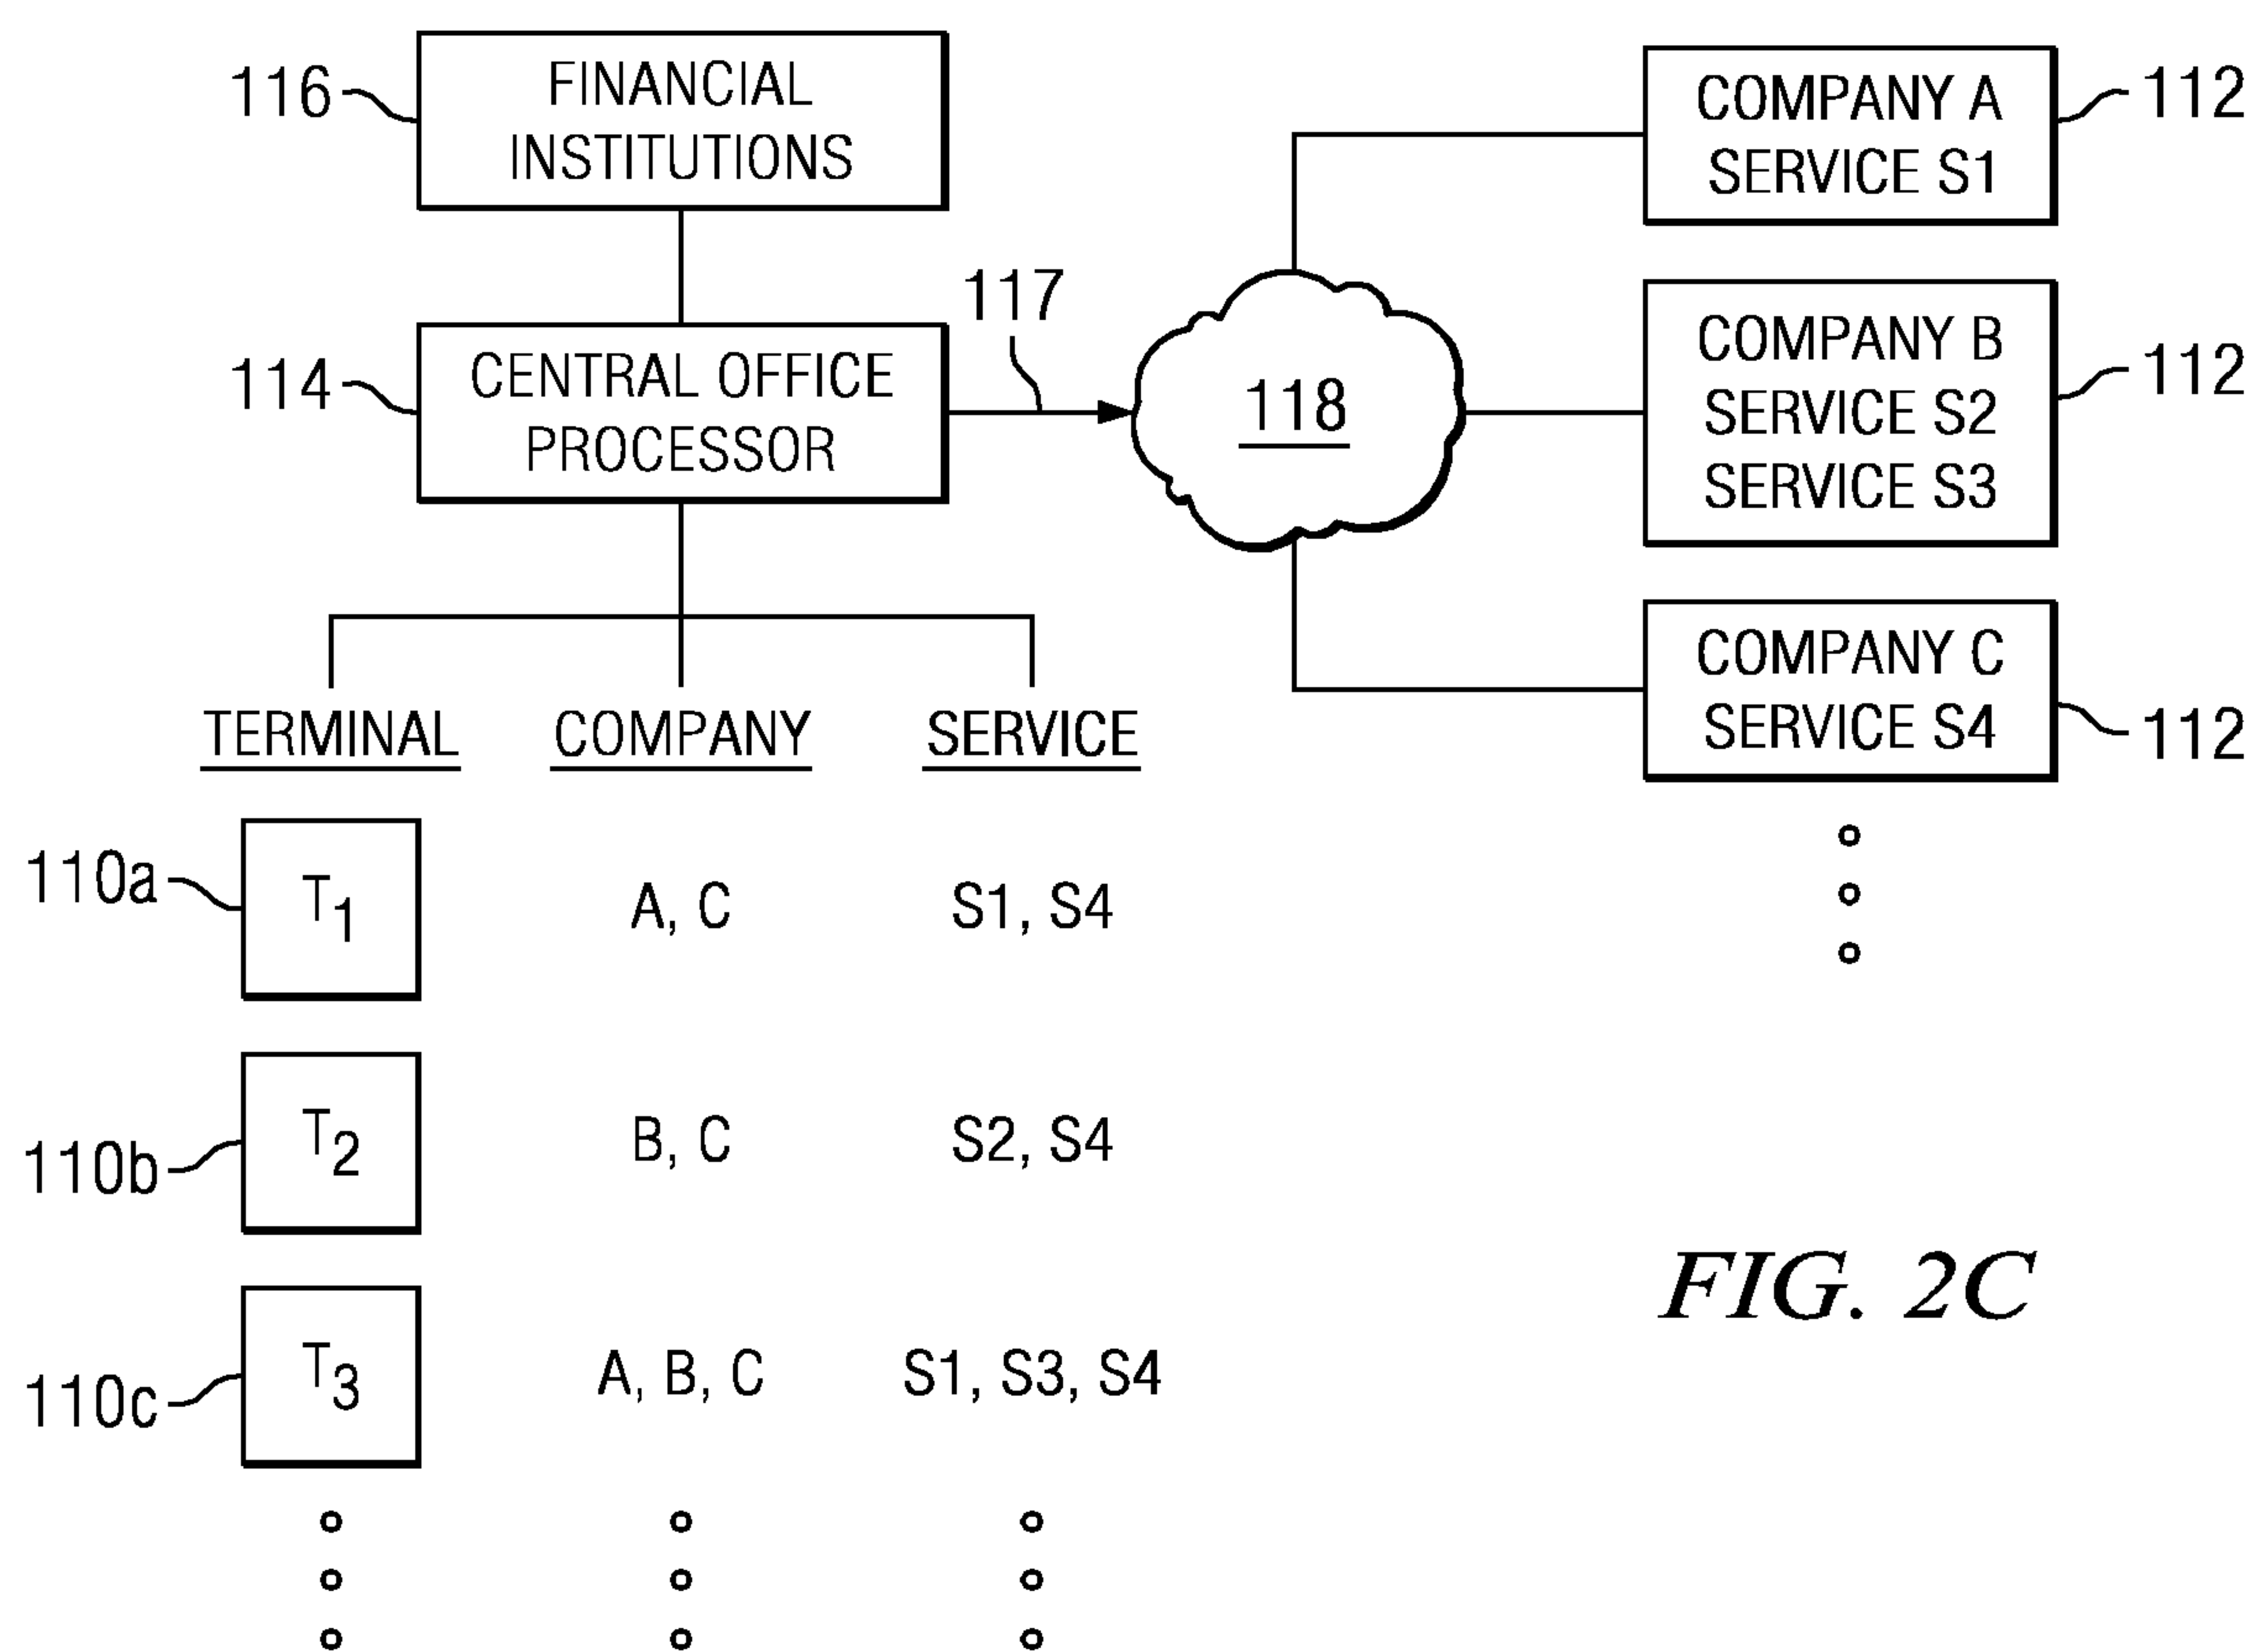 116
FINANCIAL
INSTITUTIONS
COMPANY A
SERVICE S1
112
114
CENTRAL OFFICE
PROCESSOR
117
118
COMPANY B
SERVICE S2
SERVICE S3
112
COMPANY C
SERVICE S4
112
TERMINAL COMPANY SERVICE
110a T1 A, C S1, S4
110b T2 B, C S2, S4
110c T3 A, B, C S1, S3, S4
FIG. 2C